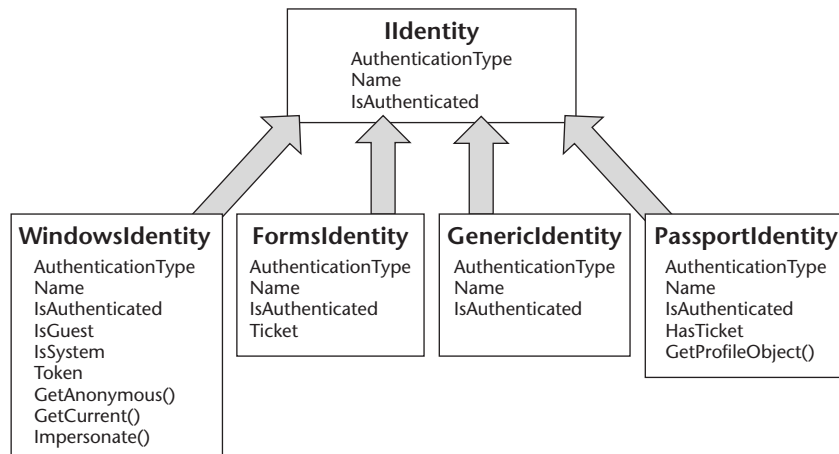 IIdentity
AuthenticationType
Name
IsAuthenticated
WindowsIdentity
AuthenticationType
Name
IsAuthenticated
IsGuest
IsSystem
Token
GetAnonymous()
GetCurrent()
Impersonate()
FormsIdentity
AuthenticationType
Name
IsAuthenticated
Ticket
GenericIdentity
AuthenticationType
Name
IsAuthenticated
PassportIdentity
AuthenticationType
Name
IsAuthenticated
HasTicket
GetProfileObject()